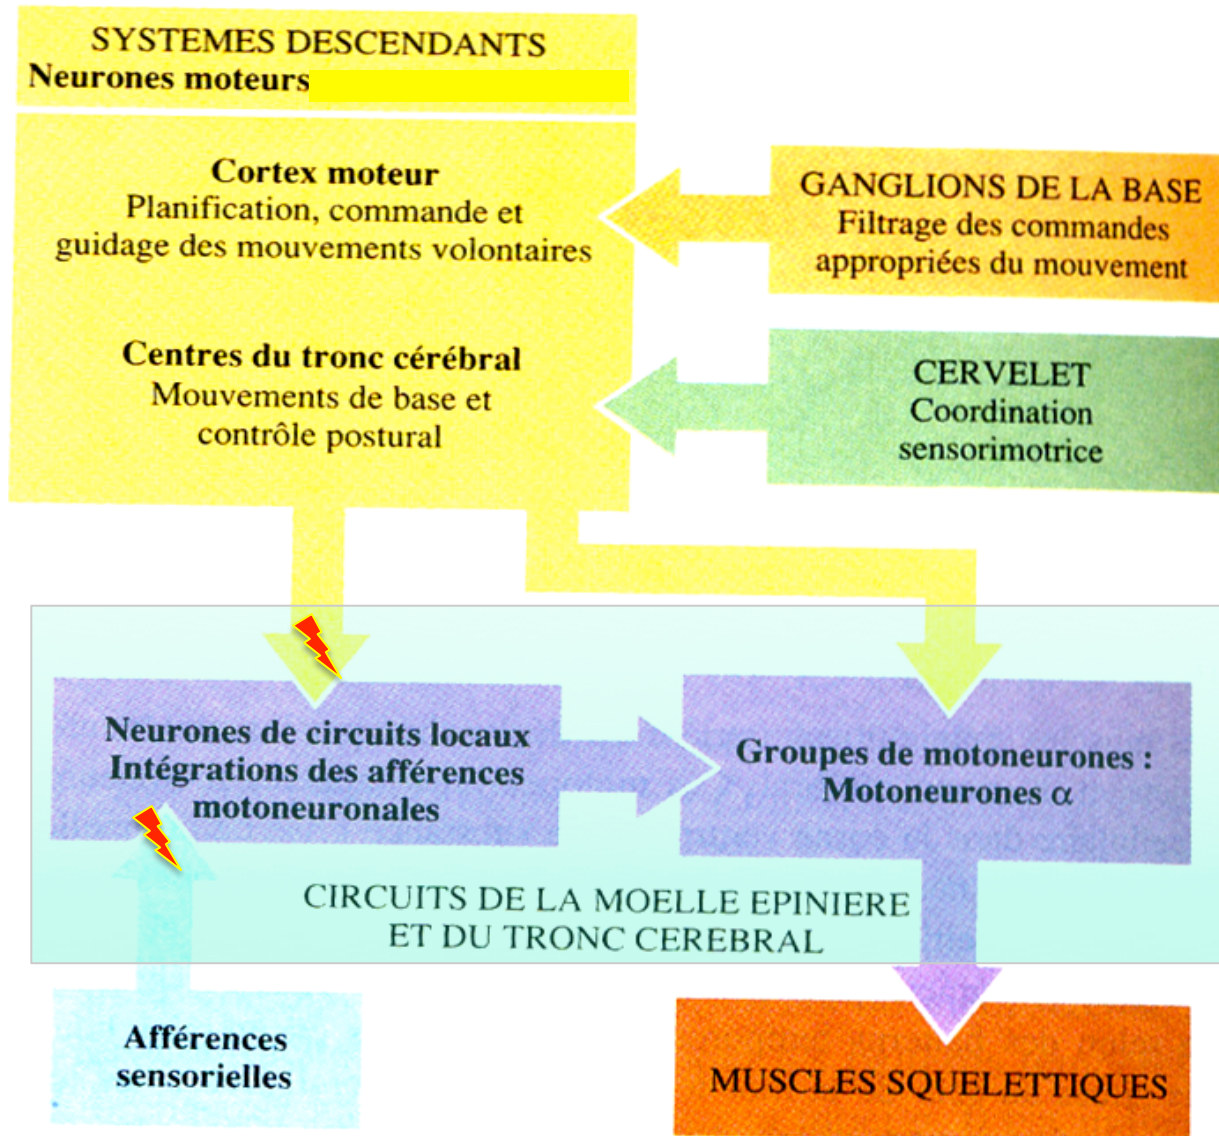 SYSTEMES DESCENDANTS
Neurones moteurs
Cortex moteur
Planification, commande et
guidage des mouvements volontaires
Centres du tronc cérébral
Mouvements de base et
contrôle postural
GANGLIONS DE LA BASE
Filtrage des commandes
appropriées du mouvement
CERVELET
Coordination
sensorimotrice
Neurones de circuits locaux
Intégrations des afférences
motoneuronales
Groupes de motoneurones :
Motoneurones α
CIRCUITS DE LA MOELLE EPINIERE
ET DU TRONC CEREBRAL
Afférences
sensorielles
MUSCLES SQUELETTIQUES